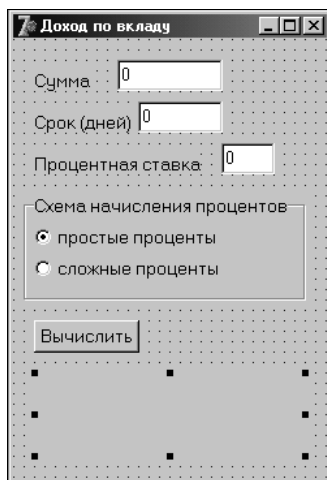 Доход по вкладу
Сумма 0
Срок (дней) 0
Процентная ставка 0
Схема начисления процентов
простые проценты
сложные проценты
Вычислить